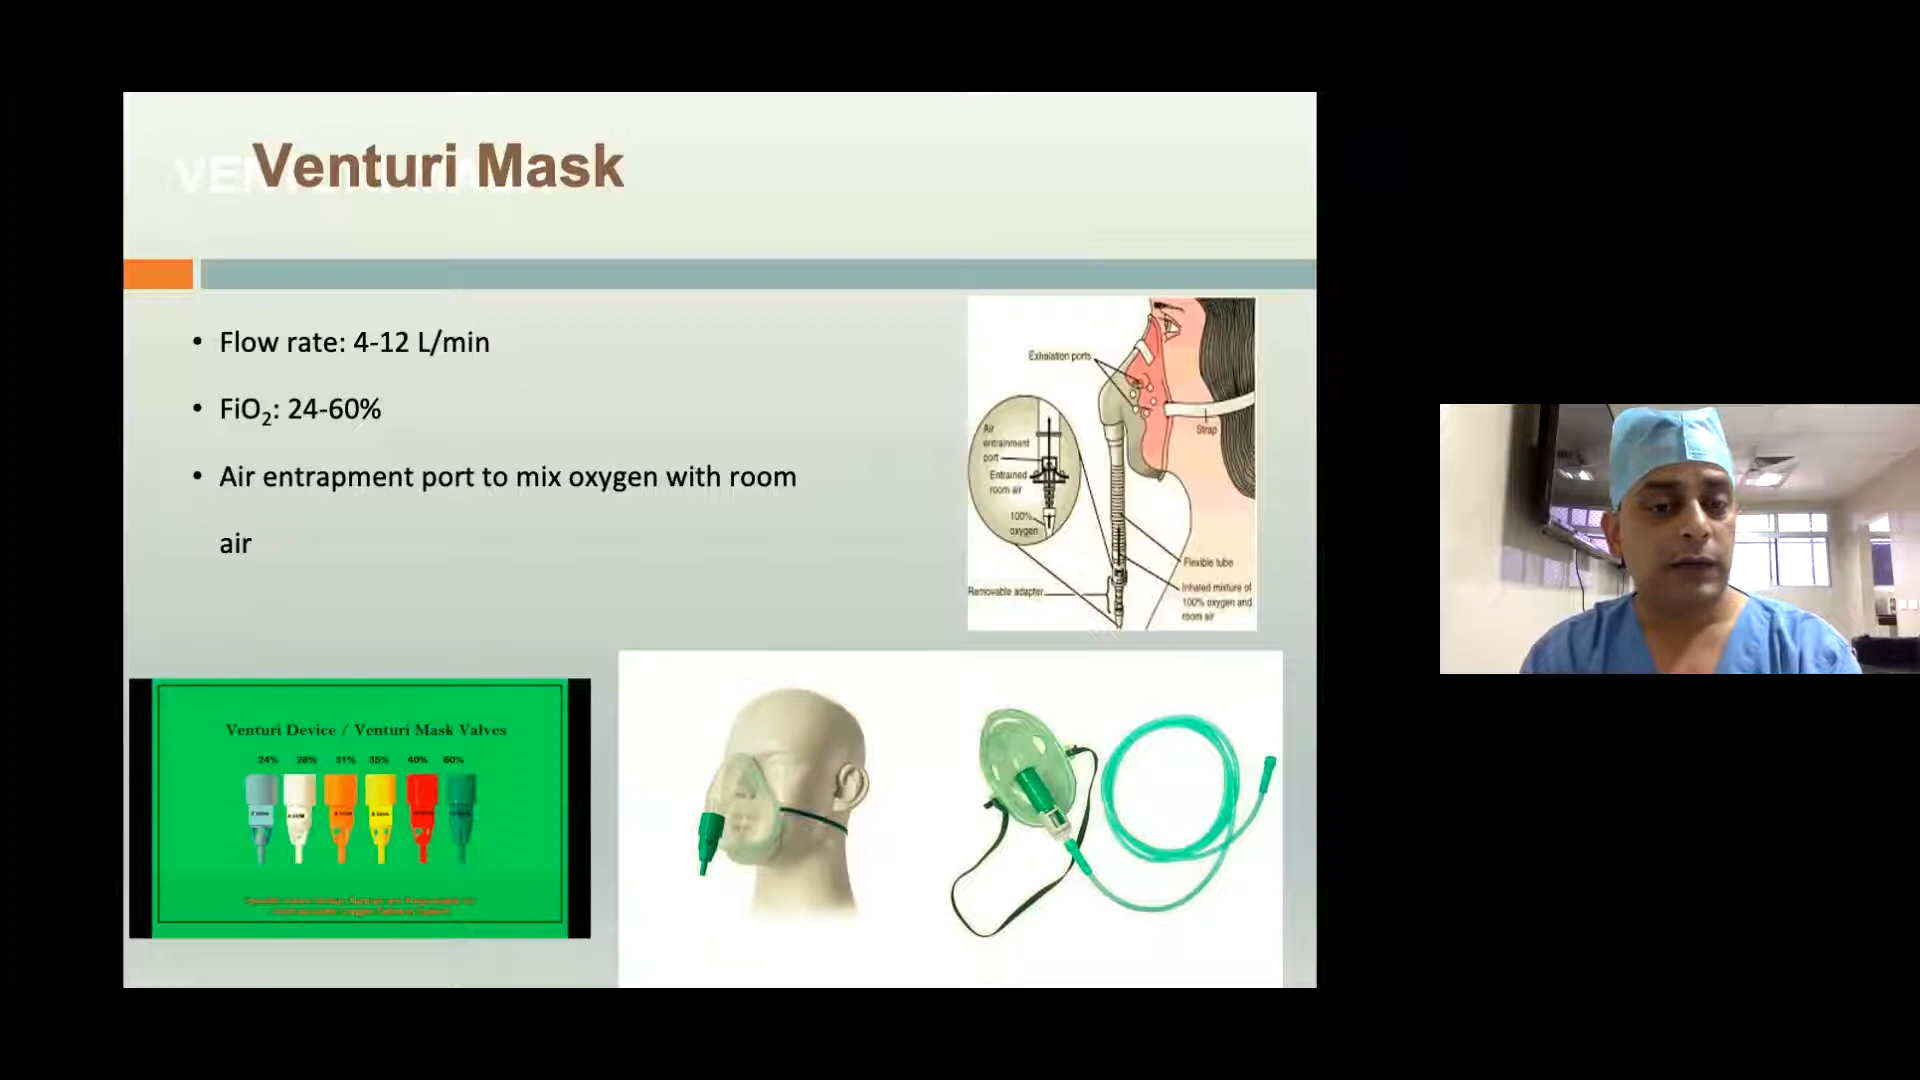 Venturi Mask
• Flow rate: 4-12 L/min
• FiO₂: 24-60%
• Air entrapment port to mix oxygen with room
air
Exhalation ports
Strap
Air
entrainment
port
Entrained
room air
100%
oxygen
Flexible tube
Removable adapter
Inhaled mixture of
100% oxygen and
room air
Venturi Device / Venturi Mask Valves
24% 28% 31% 35% 40% 60%